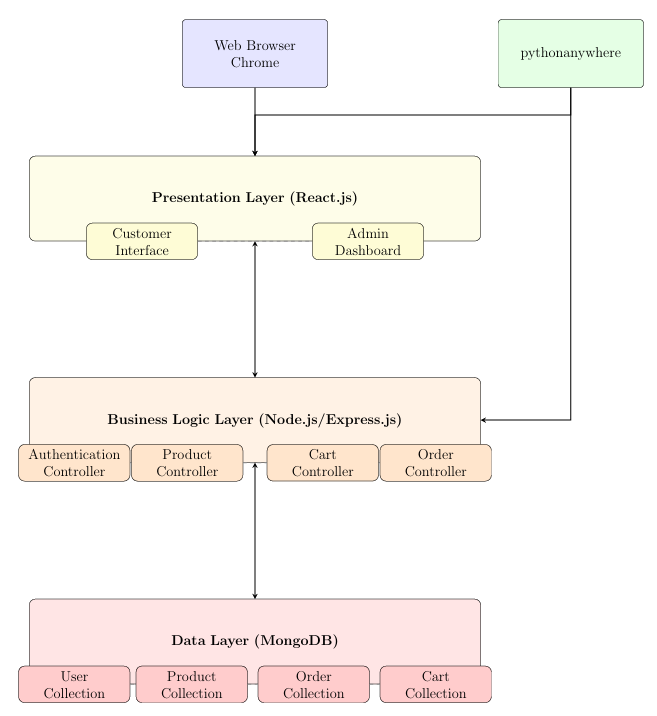 Web Browser
Chrome
pythonanywhere
Presentation Layer (React.js)
Customer
Interface
Admin
Dashboard
Business Logic Layer (Node.js/Express.js)
Authentication
Controller
Product
Controller
Cart
Controller
Order
Controller
Data Layer (MongoDB)
User
Collection
Product
Collection
Order
Collection
Cart
Collection